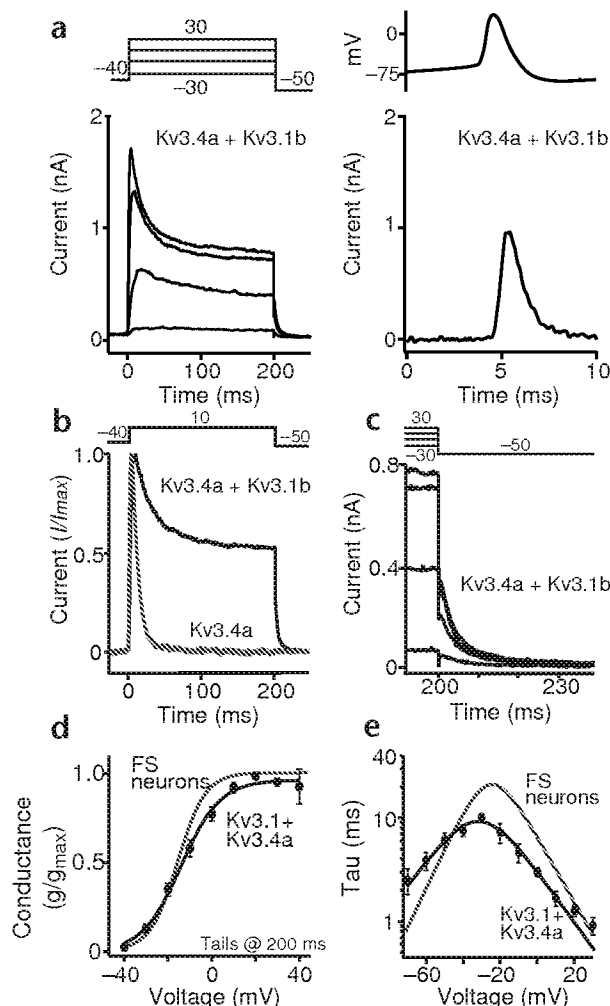 a
30
--40
--30
--50
mV
0
--75
Kv3.4a + Kv3.1b
Current (nA)
2
1
0
0 100 200
Time (ms)
Kv3.4a + Kv3.1b
Current (nA)
2
1
0
0 5 10
Time (ms)
b
--40
10
--50
Current (I/Imax)
1.0
0.5
0
Kv3.4a + Kv3.1b
Kv3.4a
0 100 200
Time (ms)
c
30
--30
--50
Current (nA)
0.8
0.4
0
Kv3.4a + Kv3.1b
200 230
Time (ms)
d
Conductance
(g/gmax)
1.0
0.5
0
FS
neurons
Kv3.1+
Kv3.4a
Tails @ 200 ms
--40 0 40
Voltage (mV)
e
Tau (ms)
40
10
1
FS
neurons
Kv3.1+
Kv3.4a
--60 --20 20
Voltage (mV)